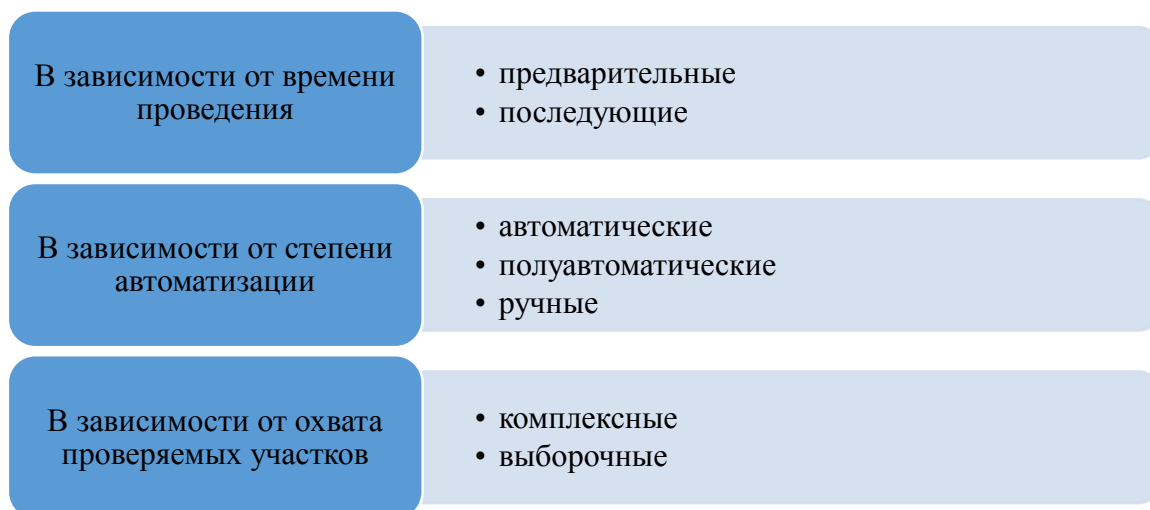 В зависимости от времени
проведения
• предварительные
• последующие
В зависимости от степени
автоматизации
• автоматические
• полуавтоматические
• ручные
В зависимости от охвата
проверяемых участков
• комплексные
• выборочные